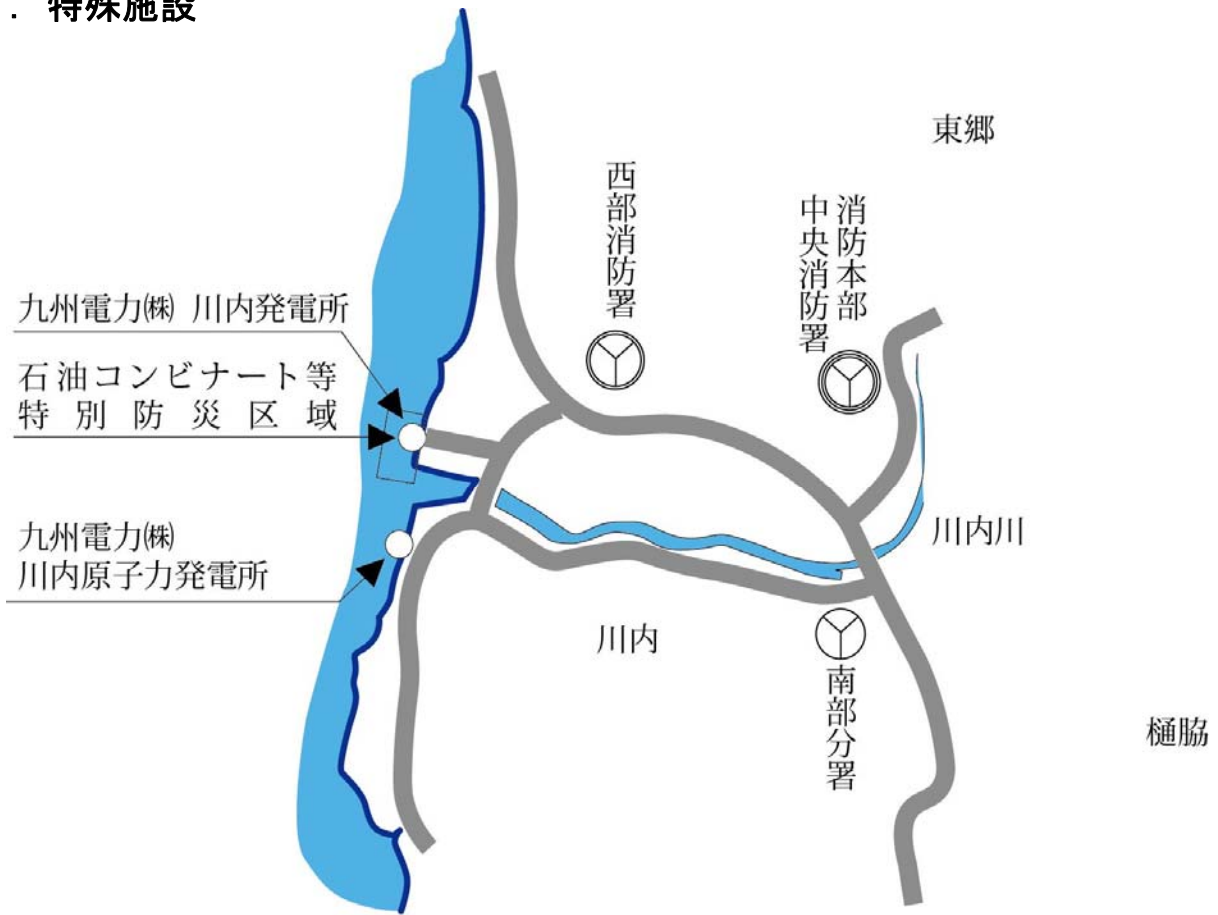 . 特殊施設
東郷
西部消防署
消防本部
中央消防署
九州電力㈱ 川内発電所
石油コンビナート等
特別防災区域
九州電力㈱
川内原子力発電所
川内川
川内
南部分署
樋脇